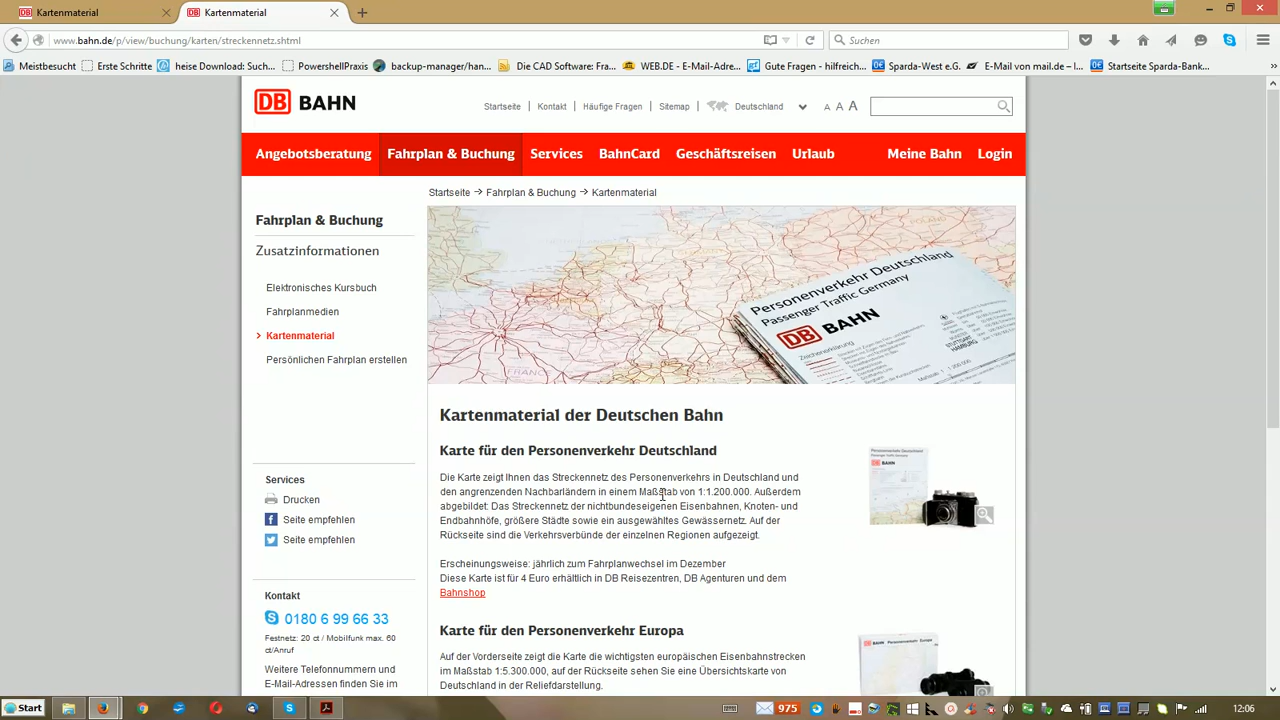 Kartenmaterial
Kartenmaterial
www.bahn.de/p/view/buchung/karten/streckennetz.shtml
Suchen
Meistbesucht
Erste Schritte
heise Download: Suc...
PowershellPraxis
backup-manager/han...
Die CAD Software: Fra...
WEB.DE - E-Mail-Adre...
Gute Fragen - hilfreich...
Sparda-West e.G.
E-Mail von mail.de | e...
Startseite Sparda-Bank...
DB BAHN
Startseite | Kontakt | Häufige Fragen | Sitemap | Deutschland
A A A
Angebotsberatung Fahrplan & Buchung Services BahnCard Geschäftsreisen Urlaub Meine Bahn Login
Startseite → Fahrplan & Buchung → Kartenmaterial
Fahrplan & Buchung
Zusatzinformationen
Elektronisches Kursbuch
Fahrplanmedien
Kartenmaterial
Persönlichen Fahrplan erstellen
Services
Drucken
Seite empfehlen
Seite empfehlen
Kontakt
0180 6 99 66 33
Festnetz: 20 ct / Mobilfunk max. 60
ct/Anruf
Weitere Telefonnummern und
E-Mail-Adressen finden Sie im
Personenverkehr Deutschland
Passenger Traffic Germany
DB BAHN
Zeichenerklärung
Kartenmaterial der Deutschen Bahn
Karte für den Personenverkehr Deutschland
Die Karte zeigt Ihnen das Streckennetz des Personenverkehrs in Deutschland und
den angrenzenden Nachbarländern in einem Maßstab von 1:1.200.000. Außerdem
abgebildet: Das Streckennetz der nichtbundeseigenen Eisenbahnen, Knoten- und
Endbahnhöfe, größere Städte sowie ein ausgewähltes Gewässernetz. Auf der
Rückseite sind die Verkehrsverbünde der einzelnen Regionen aufgezeigt.
Erscheinungsweise: jährlich zum Fahrplanwechsel im Dezember
Diese Karte ist für 4 Euro erhältlich in DB Reisezentren, DB Agenturen und dem
Bahnshop
Karte für den Personenverkehr Europa
Auf der Vorderseite zeigt die Karte die wichtigsten europäischen Eisenbahnstrecken
im Maßstab 1:5.300.000, auf der Rückseite sehen Sie eine Übersichtskarte von
Deutschland in der Reliefdarstellung.
Start
975
12:06